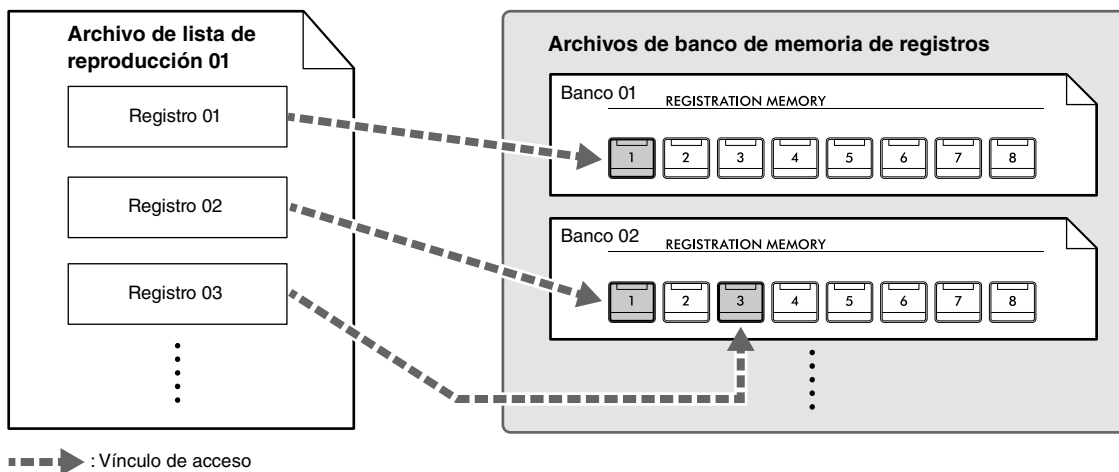 Archivo de lista de
reproducción 01
Registro 01
Registro 02
Registro 03
Archivos de banco de memoria de registros
Banco 01
REGISTRATION MEMORY
1 2 3 4 5 6 7 8
Banco 02
REGISTRATION MEMORY
1 2 3 4 5 6 7 8
: Vínculo de acceso